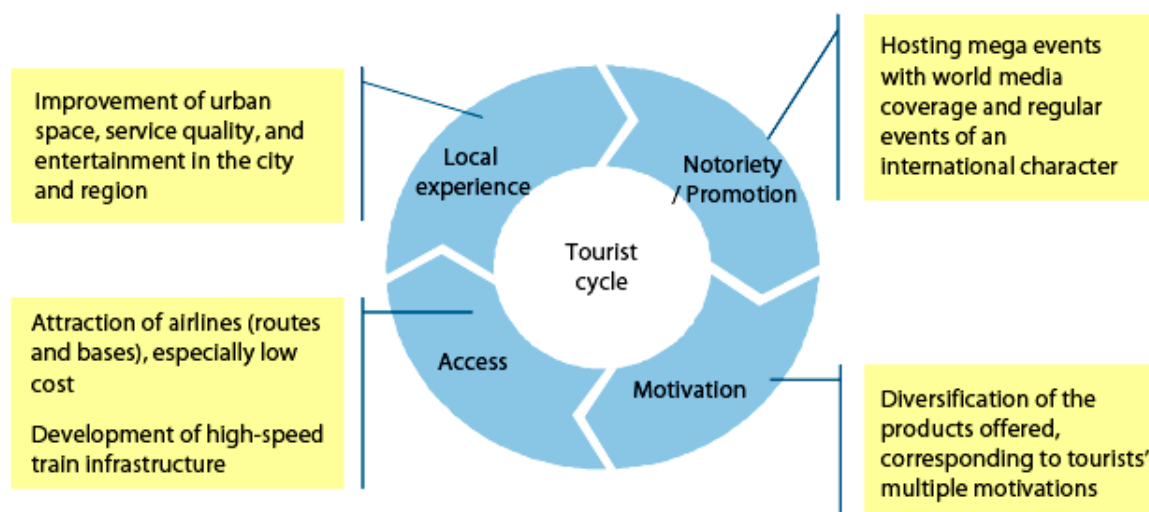 Improvement of urban
space, service quality, and
entertainment in the city
and region
Local
experience
Notoriety
/ Promotion
Hosting mega events
with world media
coverage and regular
events of an
international character
Tourist
cycle
Attraction of airlines (routes
and bases), especially low
cost
Development of high-speed
train infrastructure
Access
Motivation
Diversification of the
products offered,
corresponding to tourists’
multiple motivations